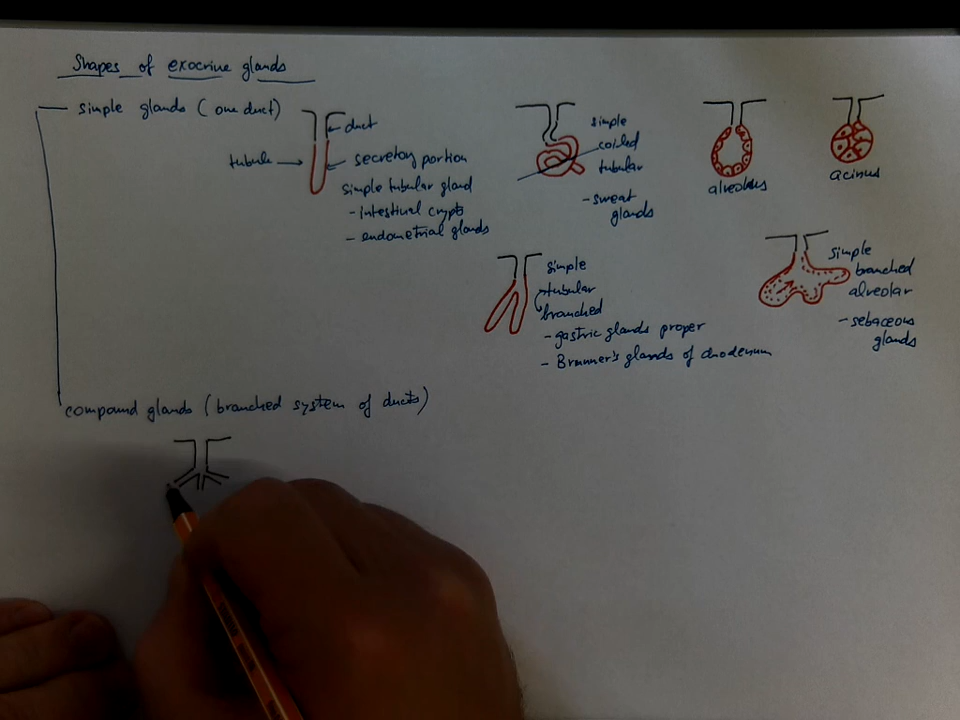 Shapes of exocrine glands
simple glands (one duct)
duct
tubule
secretory portion
simple tubular gland
- intestinal crypts
- endometrial glands
simple
coiled
tubular
- sweat
glands
alveolus
acinus
simple
tubular
branched
- gastric glands proper
- Brunner's glands of duodenum
simple
branched
alveolar
- sebaceous
glands
compound glands (branched system of ducts)